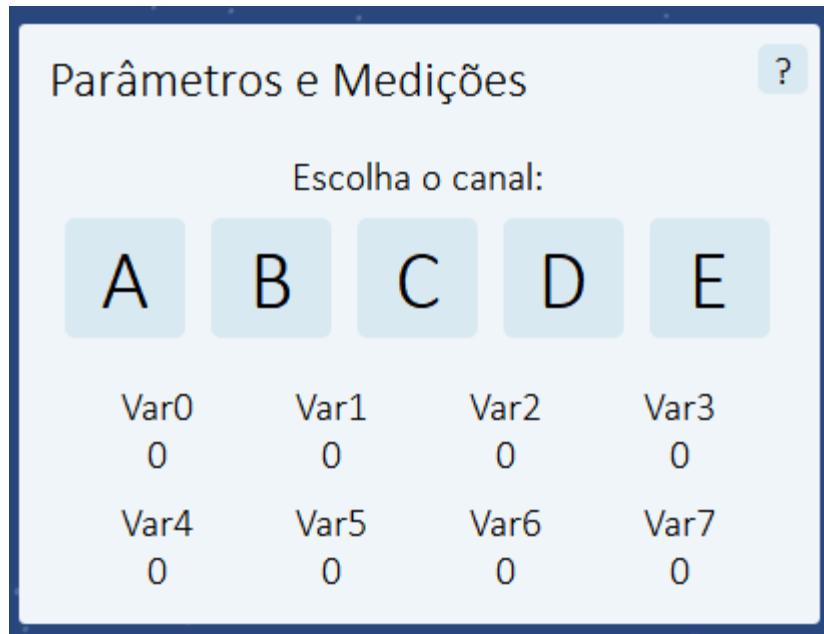 Parâmetros e Medições ?
Escolha o canal:
A B C D E
Var0 Var1 Var2 Var3
0 0 0 0
Var4 Var5 Var6 Var7
0 0 0 0